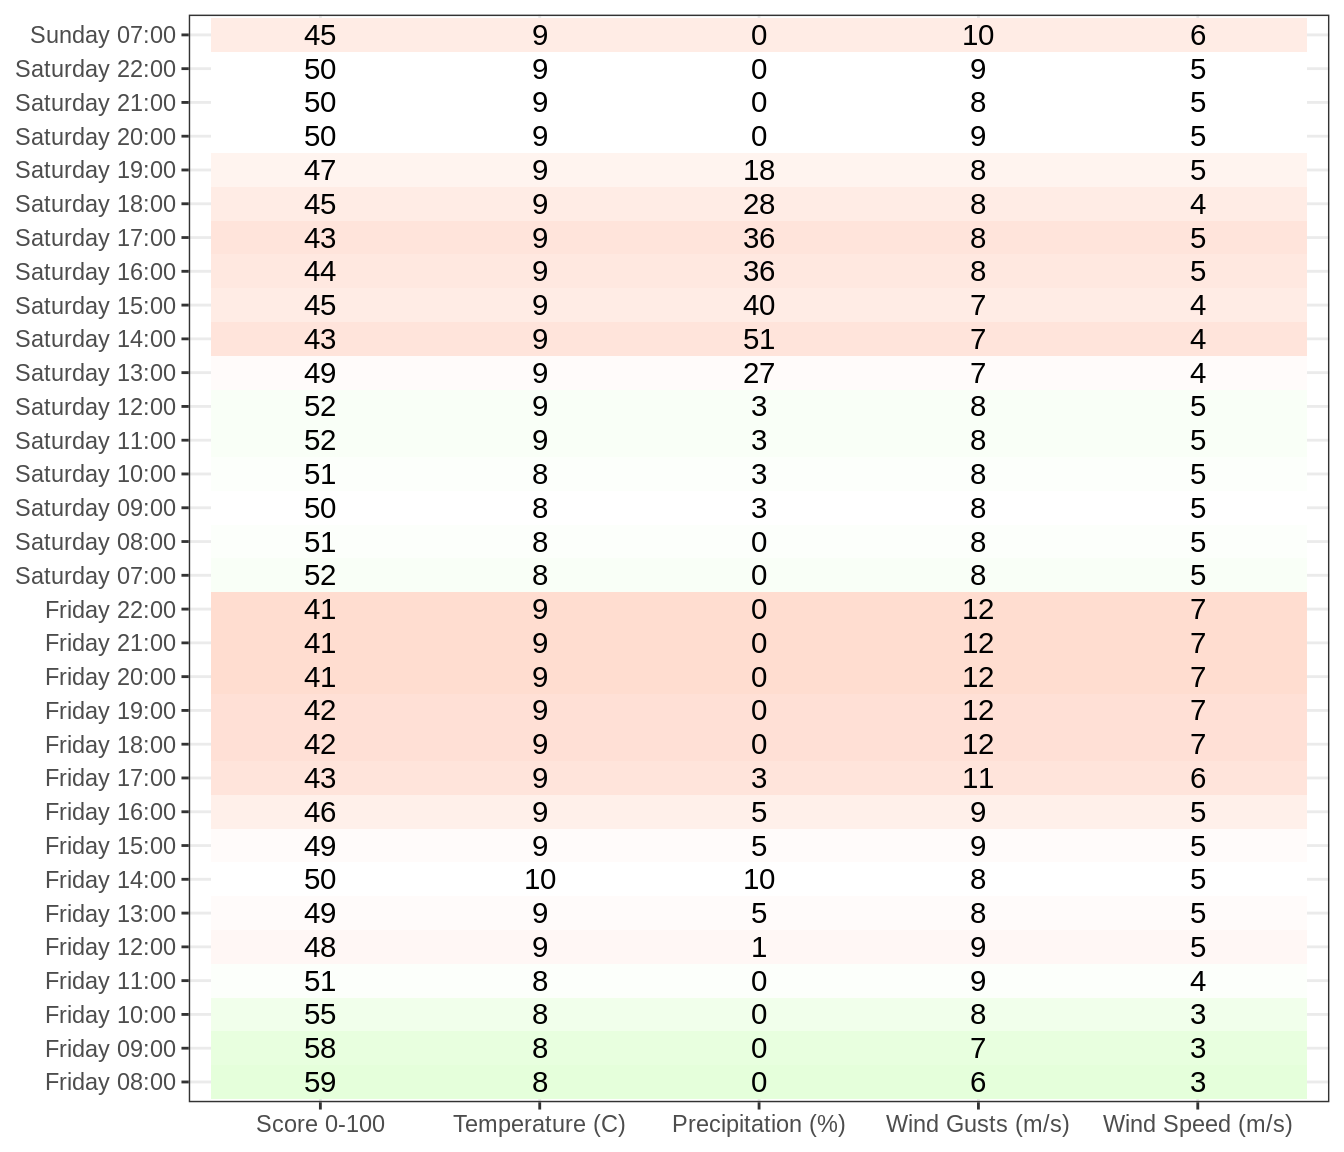 Sunday 07:00 45 9 0 10 6
Saturday 22:00 50 9 0 9 5
Saturday 21:00 50 9 0 8 5
Saturday 20:00 50 9 0 9 5
Saturday 19:00 47 9 18 8 5
Saturday 18:00 45 9 28 8 4
Saturday 17:00 43 9 36 8 5
Saturday 16:00 44 9 36 8 5
Saturday 15:00 45 9 40 7 4
Saturday 14:00 43 9 51 7 4
Saturday 13:00 49 9 27 7 4
Saturday 12:00 52 9 3 8 5
Saturday 11:00 52 9 3 8 5
Saturday 10:00 51 8 3 8 5
Saturday 09:00 50 8 3 8 5
Saturday 08:00 51 8 0 8 5
Saturday 07:00 52 8 0 8 5
Friday 22:00 41 9 0 12 7
Friday 21:00 41 9 0 12 7
Friday 20:00 41 9 0 12 7
Friday 19:00 42 9 0 12 7
Friday 18:00 42 9 0 12 7
Friday 17:00 43 9 3 11 6
Friday 16:00 46 9 5 9 5
Friday 15:00 49 9 5 9 5
Friday 14:00 50 10 10 8 5
Friday 13:00 49 9 5 8 5
Friday 12:00 48 9 1 9 5
Friday 11:00 51 8 0 9 4
Friday 10:00 55 8 0 8 3
Friday 09:00 58 8 0 7 3
Friday 08:00 59 8 0 6 3
Score 0-100 Temperature (C) Precipitation (%) Wind Gusts (m/s) Wind Speed (m/s)